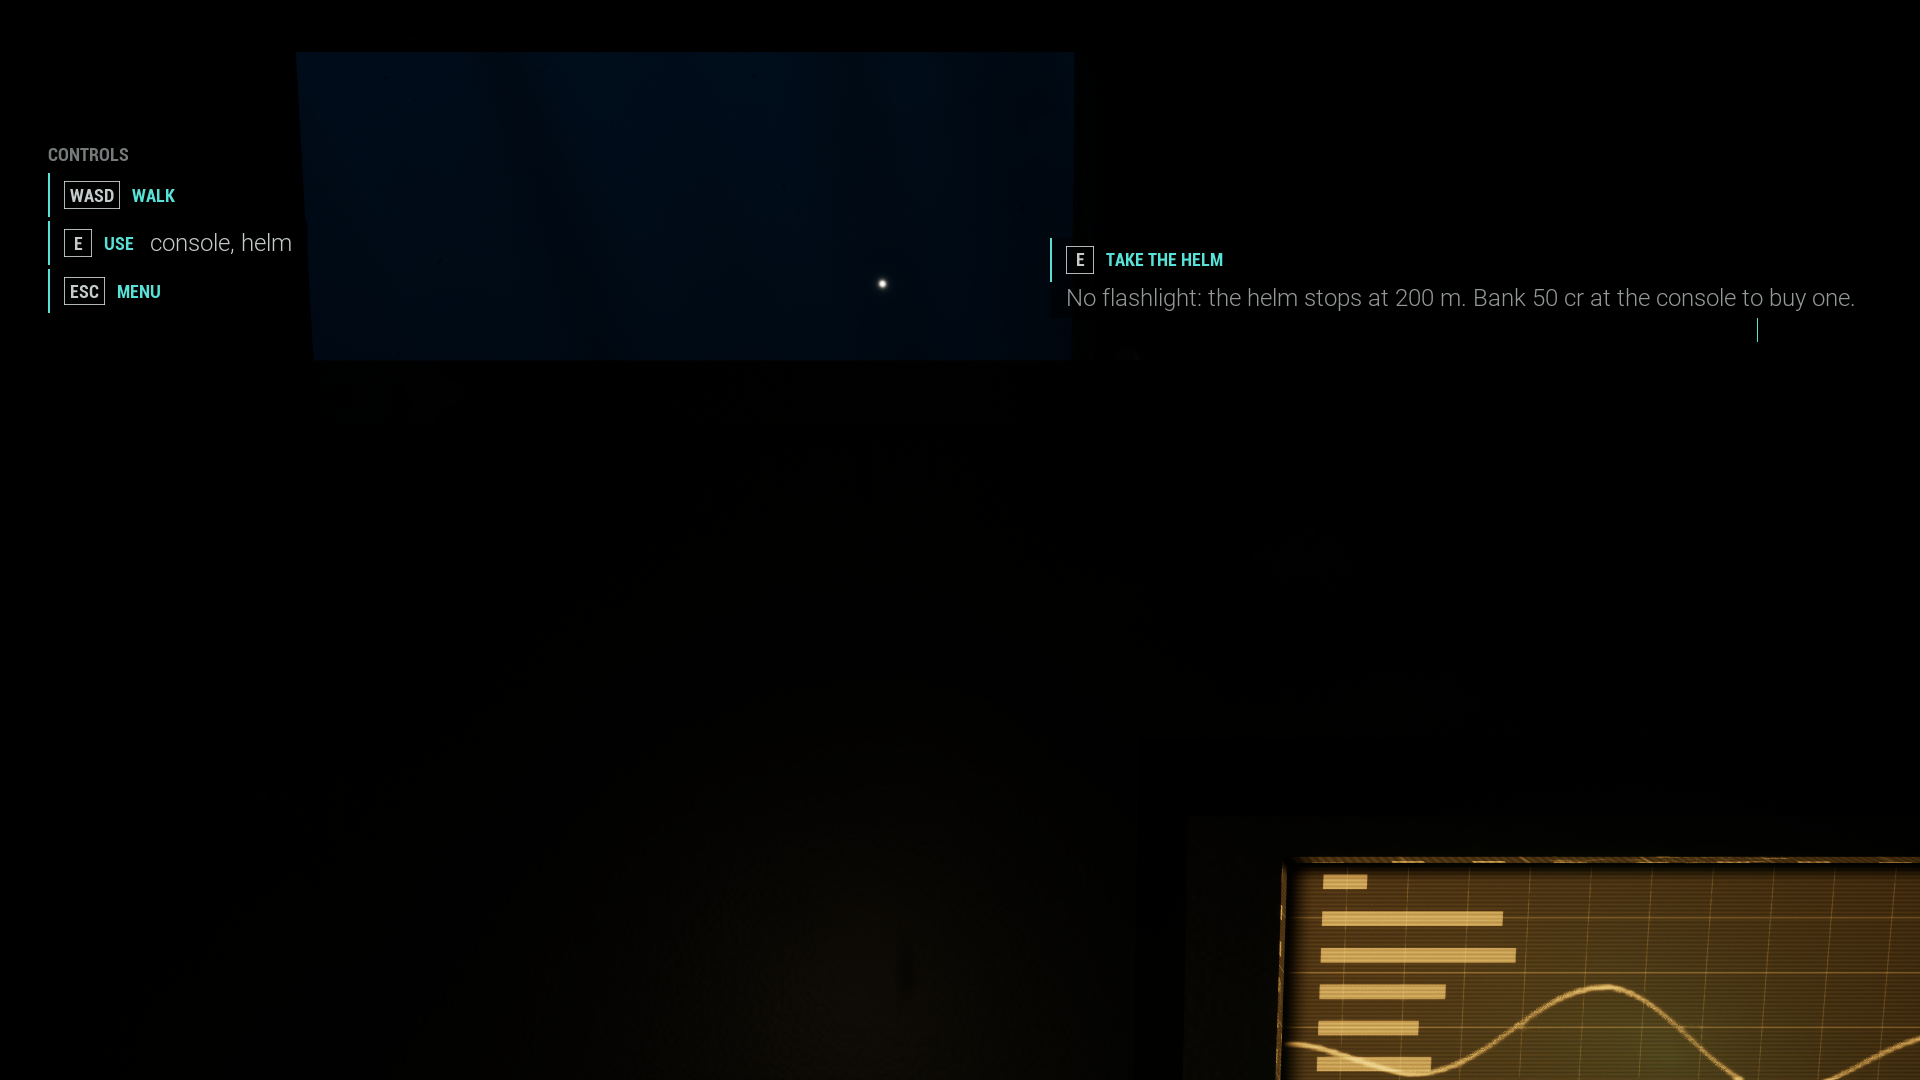 CONTROLS
WASD WALK
E USE console, helm
ESC MENU
E TAKE THE HELM
No flashlight: the helm stops at 200 m. Bank 50 cr at the console to buy one.